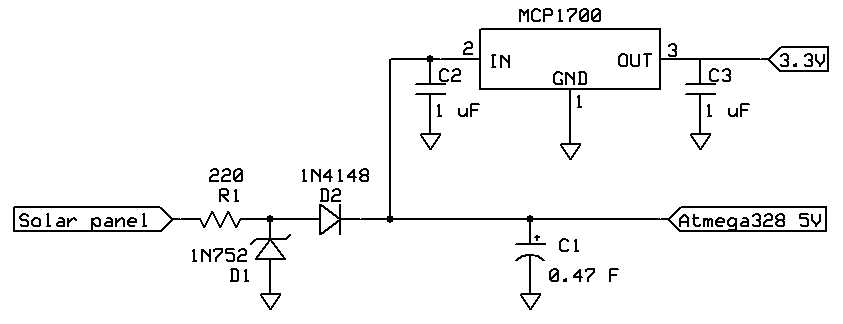 MCP1700
2
IN
OUT
3
3.3V
C2
GND
C3
1 uF
1
1 uF
220
R1
1N4148
D2
Solar panel
Atmega328 5V
1N752
D1
+
C1
0.47 F